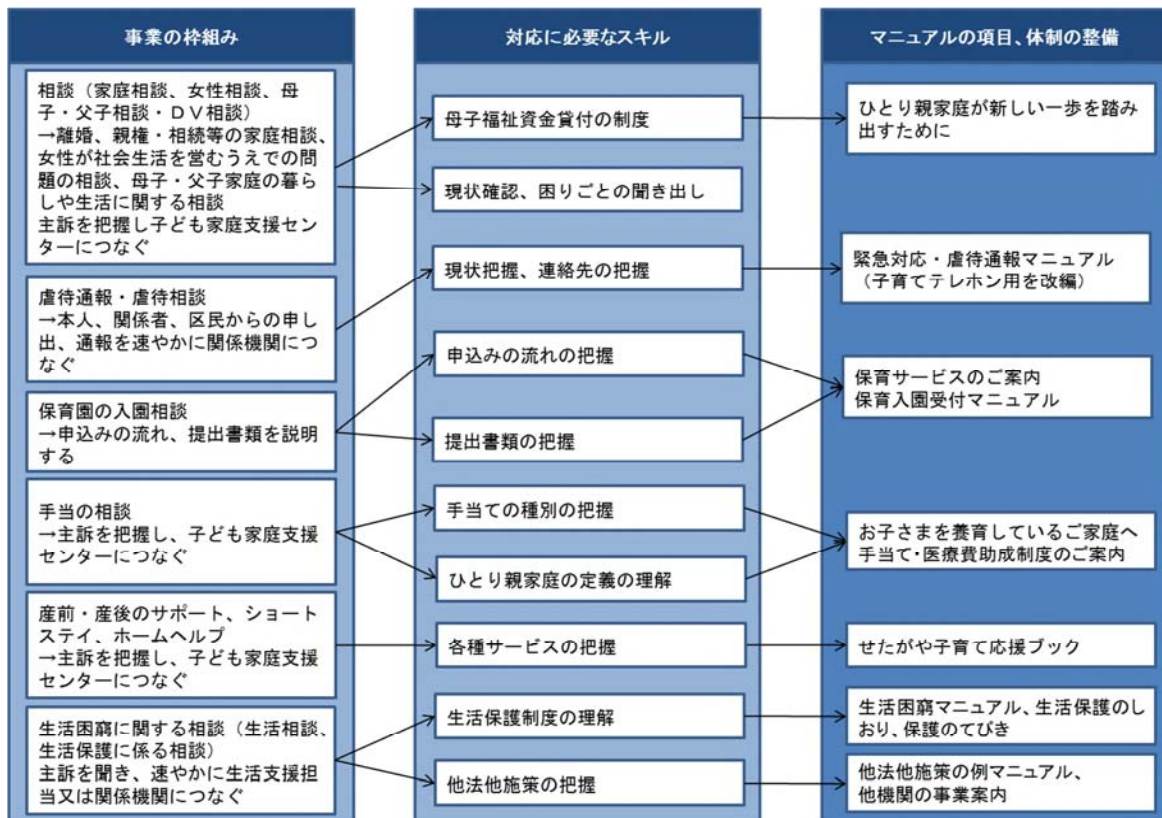 事業の枠組み
相談（家庭相談、女性相談、母
子・父子相談・ＤＶ相談）
→離婚、親権・相続等の家庭相談、
女性が社会生活を営むうえでの問
題の相談、母子・父子家庭の暮ら
しや生活に関する相談
主訴を把握し子ども家庭支援セン
ターにつなぐ
虐待通報・虐待相談
→本人、関係者、区民からの申し
出、通報を速やかに関係機関につ
なぐ
保育園の入園相談
→申込みの流れ、提出書類を説明
する
手当の相談
→主訴を把握し、子ども家庭支援
センターにつなぐ
産前・産後のサポート、ショート
ステイ、ホームヘルプ
→主訴を把握し、子ども家庭支援
センターにつなぐ
生活困窮に関する相談（生活相談、
生活保護に係る相談）
主訴を聞き、速やかに生活支援担
当又は関係機関につなぐ
対応に必要なスキル
母子福祉資金貸付の制度
現状確認、困りごとの聞き出し
現状把握、連絡先の把握
申込みの流れの把握
提出書類の把握
手当ての種別の把握
ひとり親家庭の定義の理解
各種サービスの把握
生活保護制度の理解
他法他施策の把握
マニュアルの項目、体制の整備
ひとり親家庭が新しい一歩を踏み
出すために
緊急対応・虐待通報マニュアル
（子育てテレホン用を改編）
保育サービスのご案内
保育入園受付マニュアル
お子さまを養育しているご家庭へ
手当て・医療費助成制度のご案内
せたがや子育て応援ブック
生活困窮マニュアル、生活保護のし
おり、保護のてびき
他法他施策の例マニュアル、
他機関の事業案内